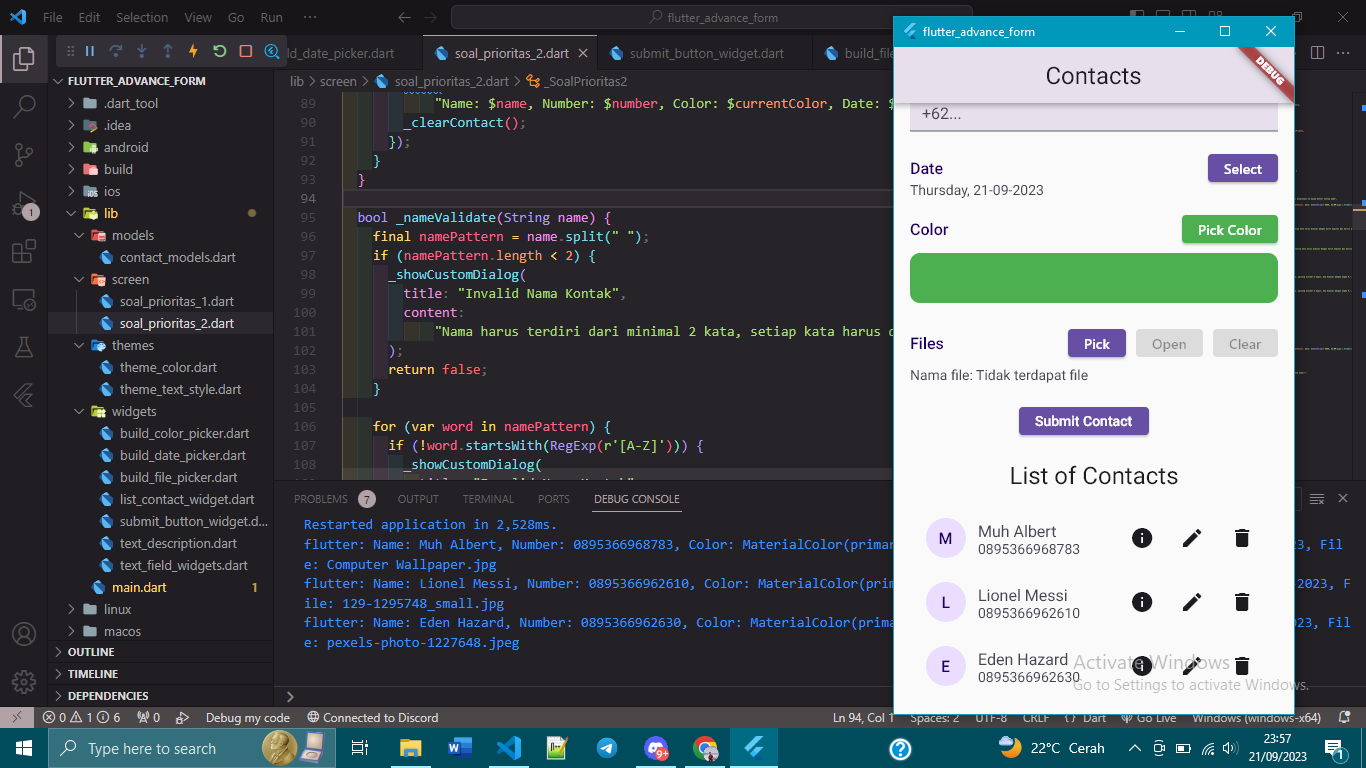 File Edit Selection View Go Run ···
flutter_advance_form
FLUTTER_ADVANCE_FORM
.dart_tool
.idea
android
build
ios
lib
models
contact_models.dart
screen
soal_prioritas_1.dart
soal_prioritas_2.dart
themes
theme_color.dart
theme_text_style.dart
widgets
build_color_picker.dart
build_date_picker.dart
build_file_picker.dart
list_contact_widget.dart
submit_button_widget.d...
text_description.dart
text_field_widgets.dart
main.dart 1
linux
macos
OUTLINE
TIMELINE
DEPENDENCIES
ld_date_picker.dart soal_prioritas_2.dart submit_button_widget.dart build_file
lib > screen > soal_prioritas_2.dart > _SoalPrioritas2
89 "Name: $name, Number: $number, Color: $currentColor, Date: $
90 _clearContact();
91 });
92 }
93 }
94
95 bool _nameValidate(String name) {
96 final namePattern = name.split(" ");
97 if (namePattern.length < 2) {
98 _showCustomDialog(
99 title: "Invalid Nama Kontak",
100 content:
101 "Nama harus terdiri dari minimal 2 kata, setiap kata harus d
102 );
103 return false;
104 }
105
106 for (var word in namePattern) {
107 if (!word.startsWith(RegExp(r'[A-Z]'))) {
108 _showCustomDialog(
PROBLEMS 7 OUTPUT TERMINAL PORTS DEBUG CONSOLE
Restarted application in 2,528ms.
flutter: Name: Muh Albert, Number: 0895366968783, Color: MaterialColor(primar
23, Fil
e: Computer Wallpaper.jpg
flutter: Name: Lionel Messi, Number: 0895366962610, Color: MaterialColor(prim
2023, F
ile: 129-1295748_small.jpg
flutter: Name: Eden Hazard, Number: 0895366962630, Color: MaterialColor(prima
023, Fil
e: pexels-photo-1227648.jpeg
flutter_advance_form
Contacts
DEBUG
+62...
Date
Select
Thursday, 21-09-2023
Color
Pick Color
Files
Pick
Open
Clear
Nama file: Tidak terdapat file
Submit Contact
List of Contacts
M
Muh Albert
0895366968783
L
Lionel Messi
0895366962610
E
Eden Hazard
0895366962630
Activate Windows
Go to Settings to activate Windows.
1
0 1 6 0 Debug my code Connected to Discord Ln 94, Col 1 Spaces: 2 UTF-8 CRLF {} Dart Go Live Windows (windows-x64)
Type here to search
9+
22°C Cerah
23:57
21/09/2023
1